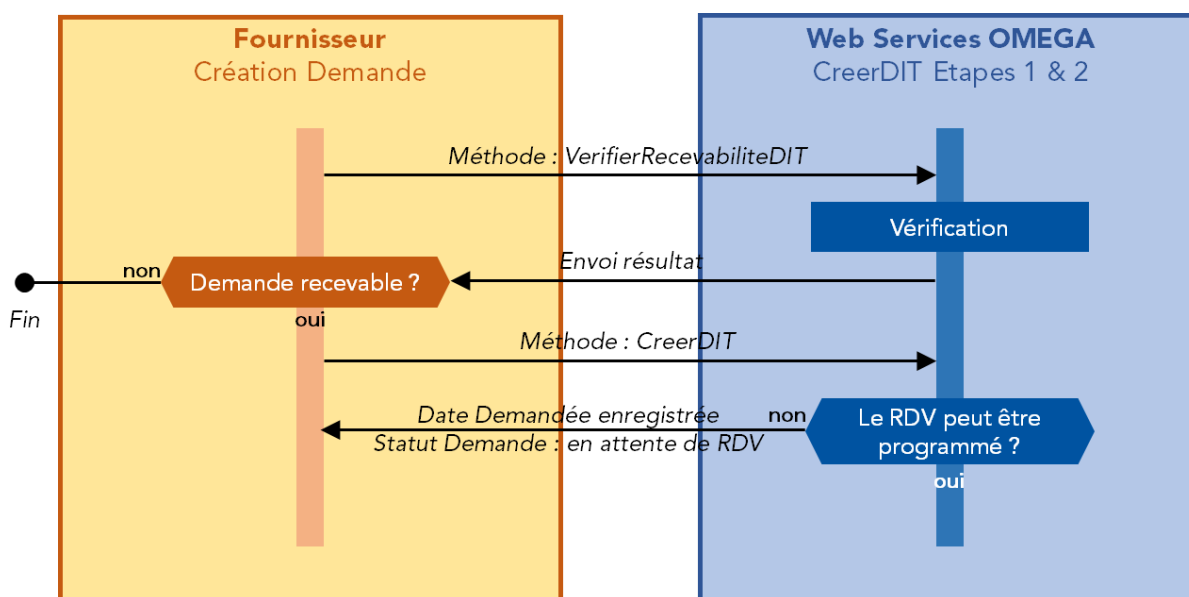 Fournisseur
Création Demande
Web Services OMEGA
CreerDIT Etapes 1 & 2
Méthode : VerifierRecevabiliteDIT
Vérification
Envoi résultat
non
Demande recevable ?
Fin
oui
Méthode : CreerDIT
Date Demandée enregistrée
Statut Demande : en attente de RDV
non
Le RDV peut être
programmé ?
oui